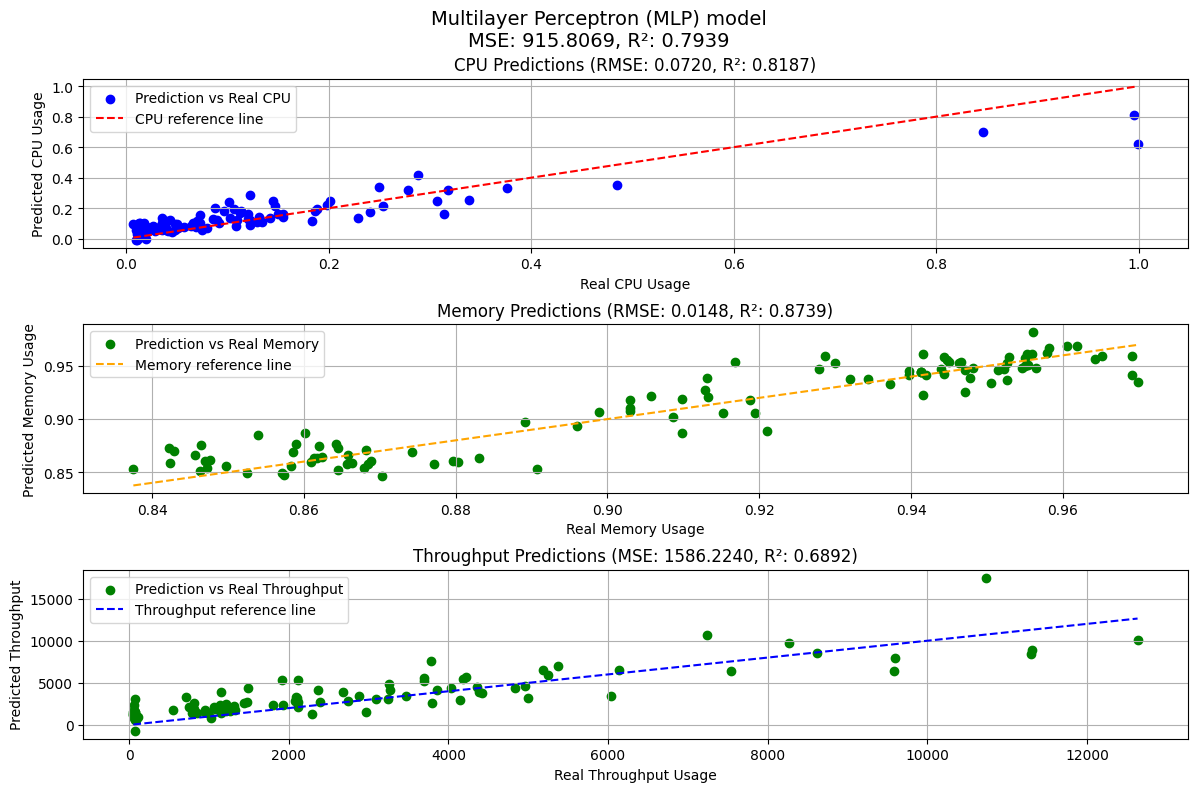 Multilayer Perceptron (MLP) model
MSE: 915.8069, R²: 0.7939
CPU Predictions (RMSE: 0.0720, R²: 0.8187)
Predicted CPU Usage
1.0
0.8
0.6
0.4
0.2
0.0
Prediction vs Real CPU
CPU reference line
0.0 0.2 0.4 0.6 0.8 1.0
Real CPU Usage
Memory Predictions (RMSE: 0.0148, R²: 0.8739)
Predicted Memory Usage
0.95
0.90
0.85
Prediction vs Real Memory
Memory reference line
0.84 0.86 0.88 0.90 0.92 0.94 0.96
Real Memory Usage
Throughput Predictions (MSE: 1586.2240, R²: 0.6892)
Predicted Throughput
15000
10000
5000
0
Prediction vs Real Throughput
Throughput reference line
0 2000 4000 6000 8000 10000 12000
Real Throughput Usage